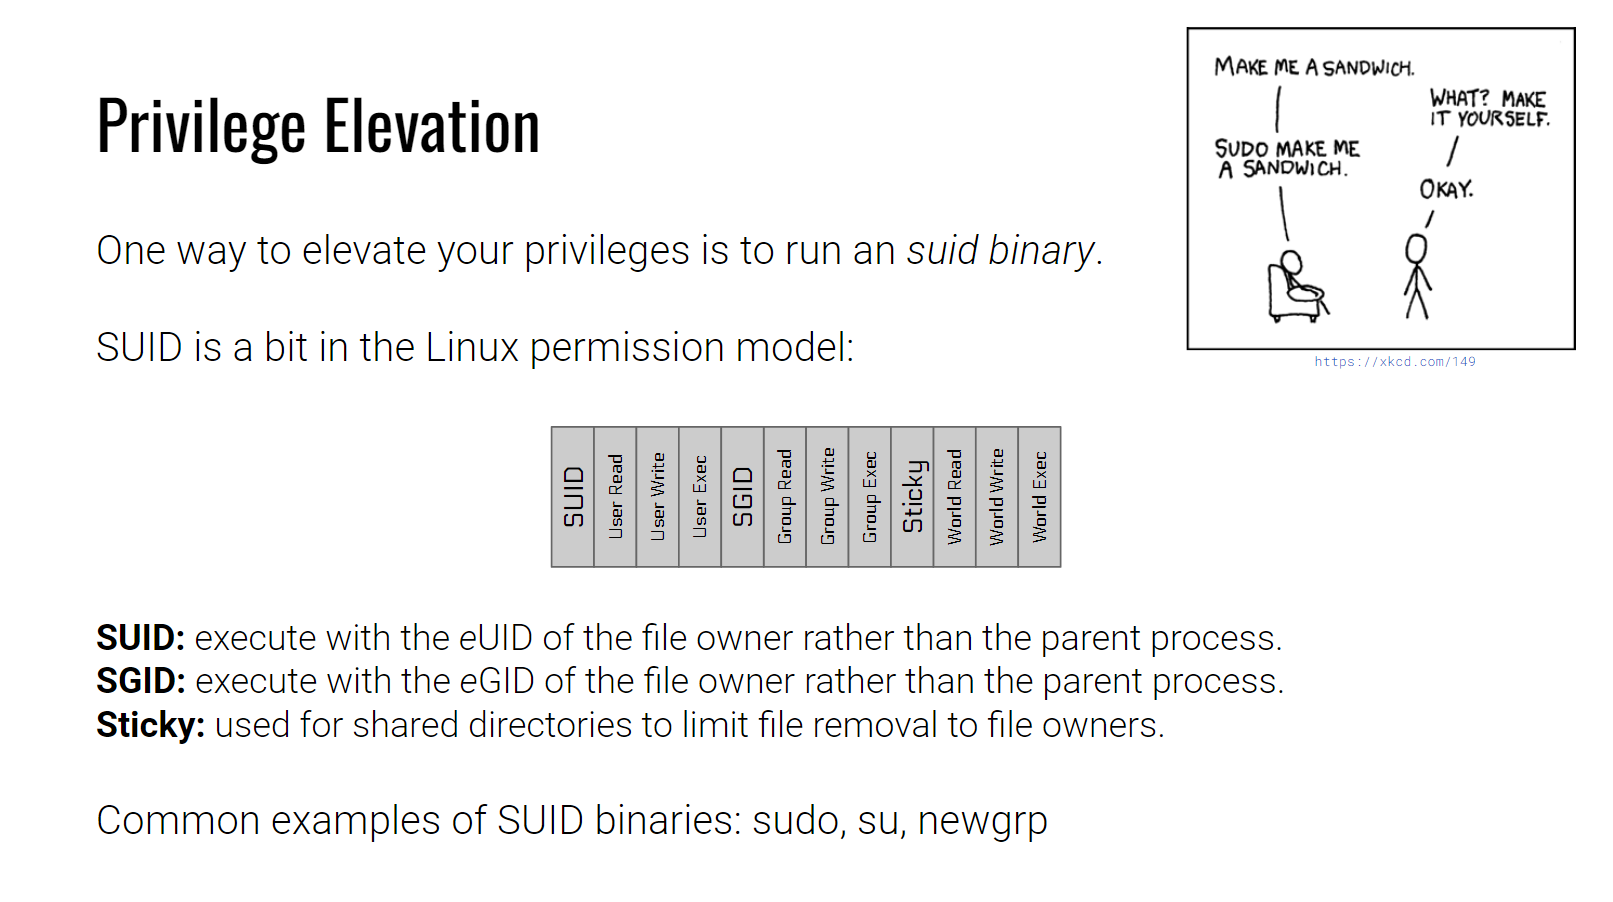 Privilege Elevation
One way to elevate your privileges is to run an suid binary.
SUID is a bit in the Linux permission model:
MAKE ME A SANDWICH.
WHAT? MAKE
IT YOURSELF.
SUDO MAKE ME
A SANDWICH.
OKAY.
https://xkcd.com/149
SUID
User Read
User Write
User Exec
SGID
Group Read
Group Write
Group Exec
Sticky
World Read
World Write
World Exec
SUID: execute with the eUID of the file owner rather than the parent process.
SGID: execute with the eGID of the file owner rather than the parent process.
Sticky: used for shared directories to limit file removal to file owners.
Common examples of SUID binaries: sudo, su, newgrp